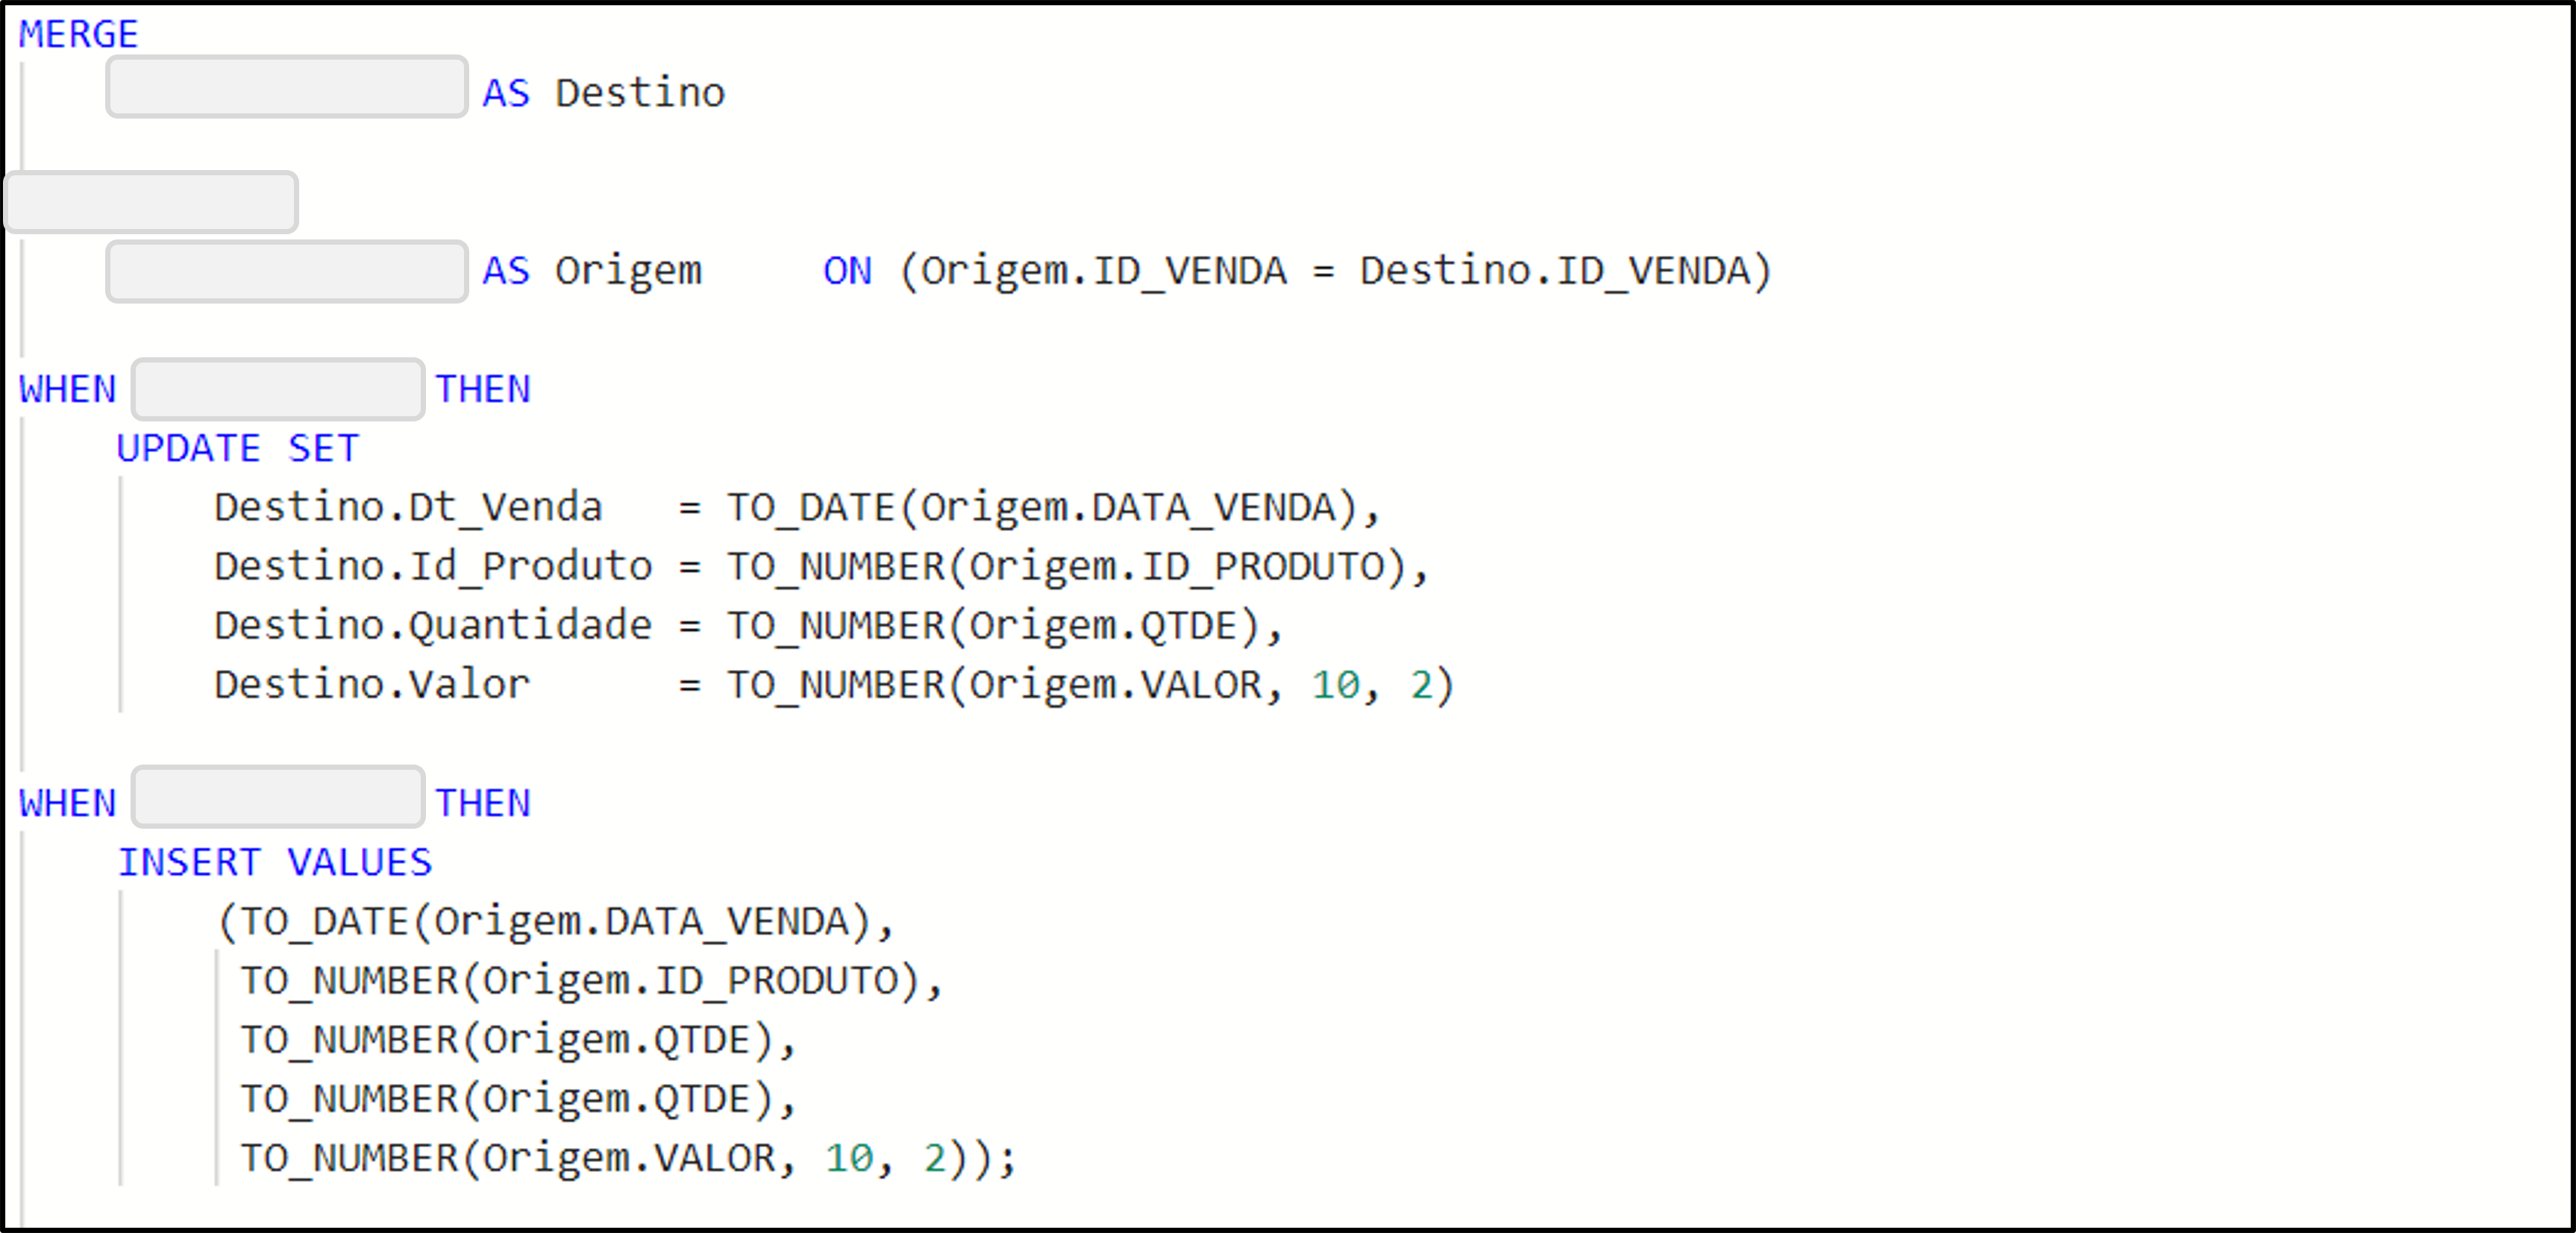 MERGE
AS Destino
AS Origem     ON (Origem.ID_VENDA = Destino.ID_VENDA)
WHEN THEN
UPDATE SET
Destino.Dt_Venda   = TO_DATE(Origem.DATA_VENDA),
Destino.Id_Produto = TO_NUMBER(Origem.ID_PRODUTO),
Destino.Quantidade = TO_NUMBER(Origem.QTDE),
Destino.Valor      = TO_NUMBER(Origem.VALOR, 10, 2)
WHEN THEN
INSERT VALUES
(TO_DATE(Origem.DATA_VENDA),
TO_NUMBER(Origem.ID_PRODUTO),
TO_NUMBER(Origem.QTDE),
TO_NUMBER(Origem.QTDE),
TO_NUMBER(Origem.VALOR, 10, 2));